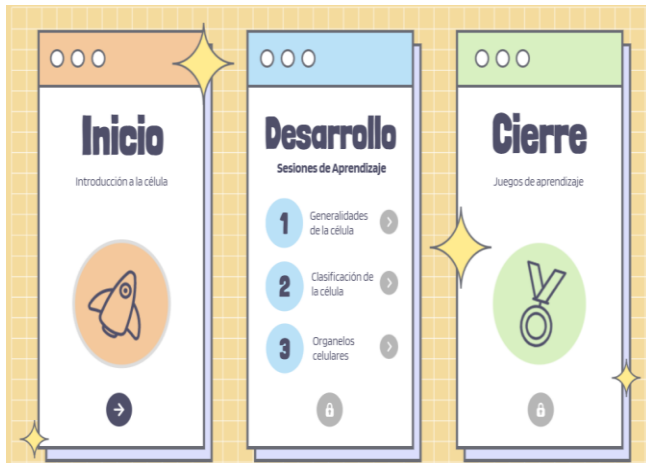 Inicio
Introducción a la célula
Desarrollo
Sesiones de Aprendizaje
1
Generalidades
de la célula
2
Clasificación de
la célula
3
Organelos
celulares
Cierre
Juegos de aprendizaje